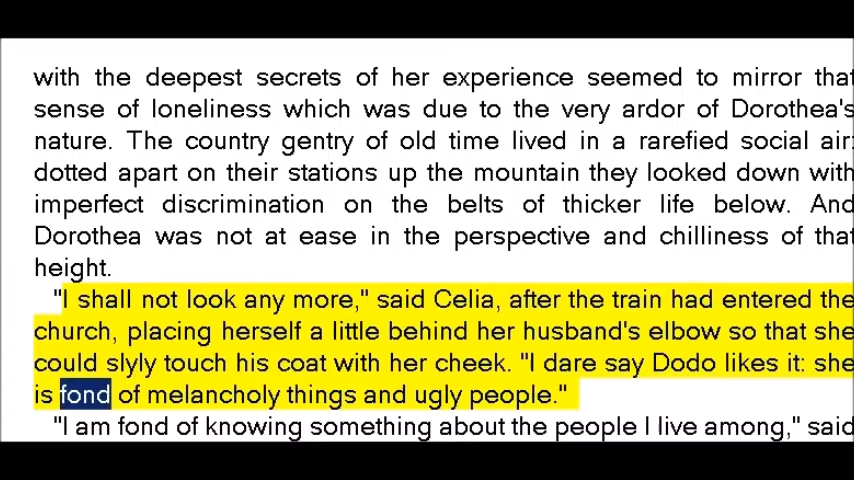 with the deepest secrets of her experience seemed to mirror that
sense of loneliness which was due to the very ardor of Dorothea's
nature. The country gentry of old time lived in a rarefied social air:
dotted apart on their stations up the mountain they looked down with
imperfect discrimination on the belts of thicker life below. And
Dorothea was not at ease in the perspective and chilliness of that
height.
"I shall not look any more," said Celia, after the train had entered the
church, placing herself a little behind her husband's elbow so that she
could slyly touch his coat with her cheek. "I dare say Dodo likes it: she
is fond of melancholy things and ugly people."
"I am fond of knowing something about the people I live among," said